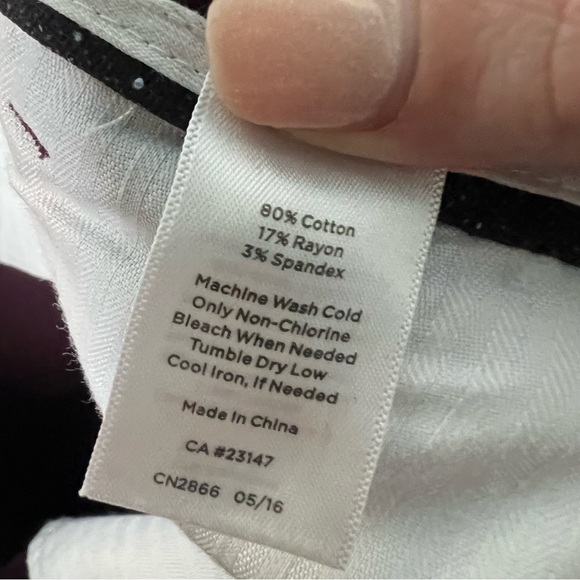 80% Cotton
17% Rayon
3% Spandex
Machine Wash Cold
Only Non-Chlorine
Bleach When Needed
Tumble Dry Low
Cool Iron, If Needed
Made In China
CA #23147
CN2866 05/16